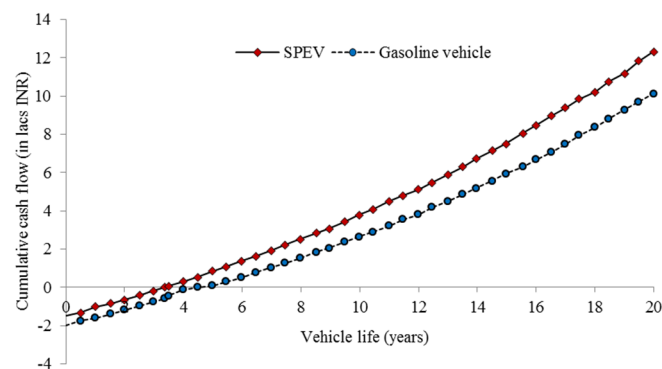 14
12
10
8
6
4
2
0
-2
-4
SPEV Gasoline vehicle
Cumulative cash flow (in lacs INR)
0 2 4 6 8 10 12 14 16 18 20
Vehicle life (years)